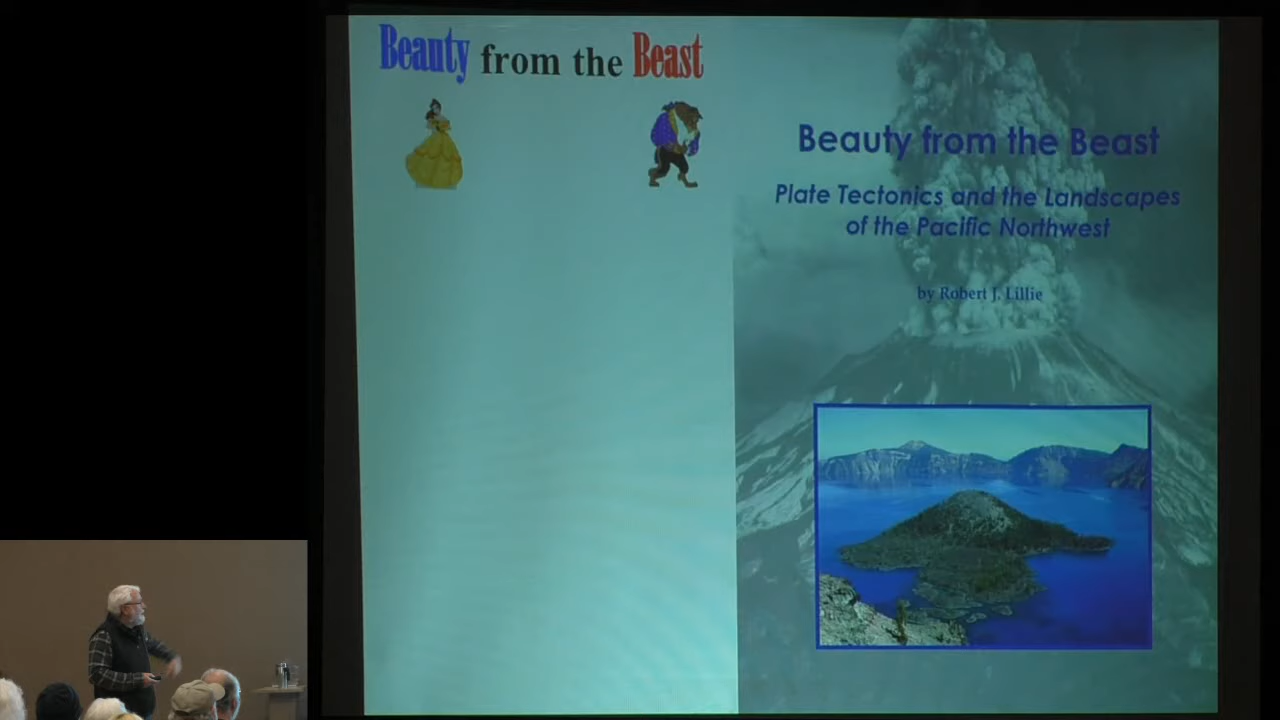 Beauty from the Beast
Beauty from the Beast
Plate Tectonics and the Landscapes
of the Pacific Northwest
by Robert J. Lillie